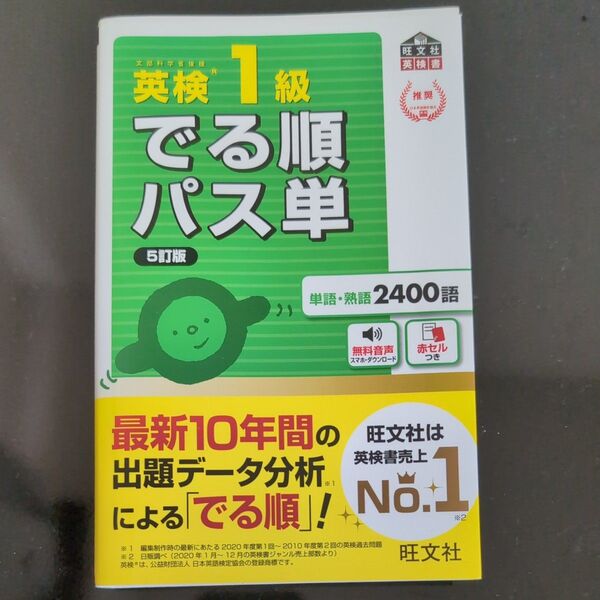 文部科学省後援
英検® 1級
でる順
パス単
5訂版
旺文社
英検書
推奨
単語・熟語2400語
無料音声
スマホ・ダウンロード
赤セル
つき
最新10年間の
出題データ分析※1
による「でる順」!
旺文社は
英検書売上
No.1
※2
※1 編集制作時の最新にあたる2020年度第1回～2010年度第2回の英検過去問題
※2 日販調べ(2020年1月～12月の英検書ジャンル売上部数より)
英検®は、公益財団法人 日本英語検定協会の登録商標です。
旺文社